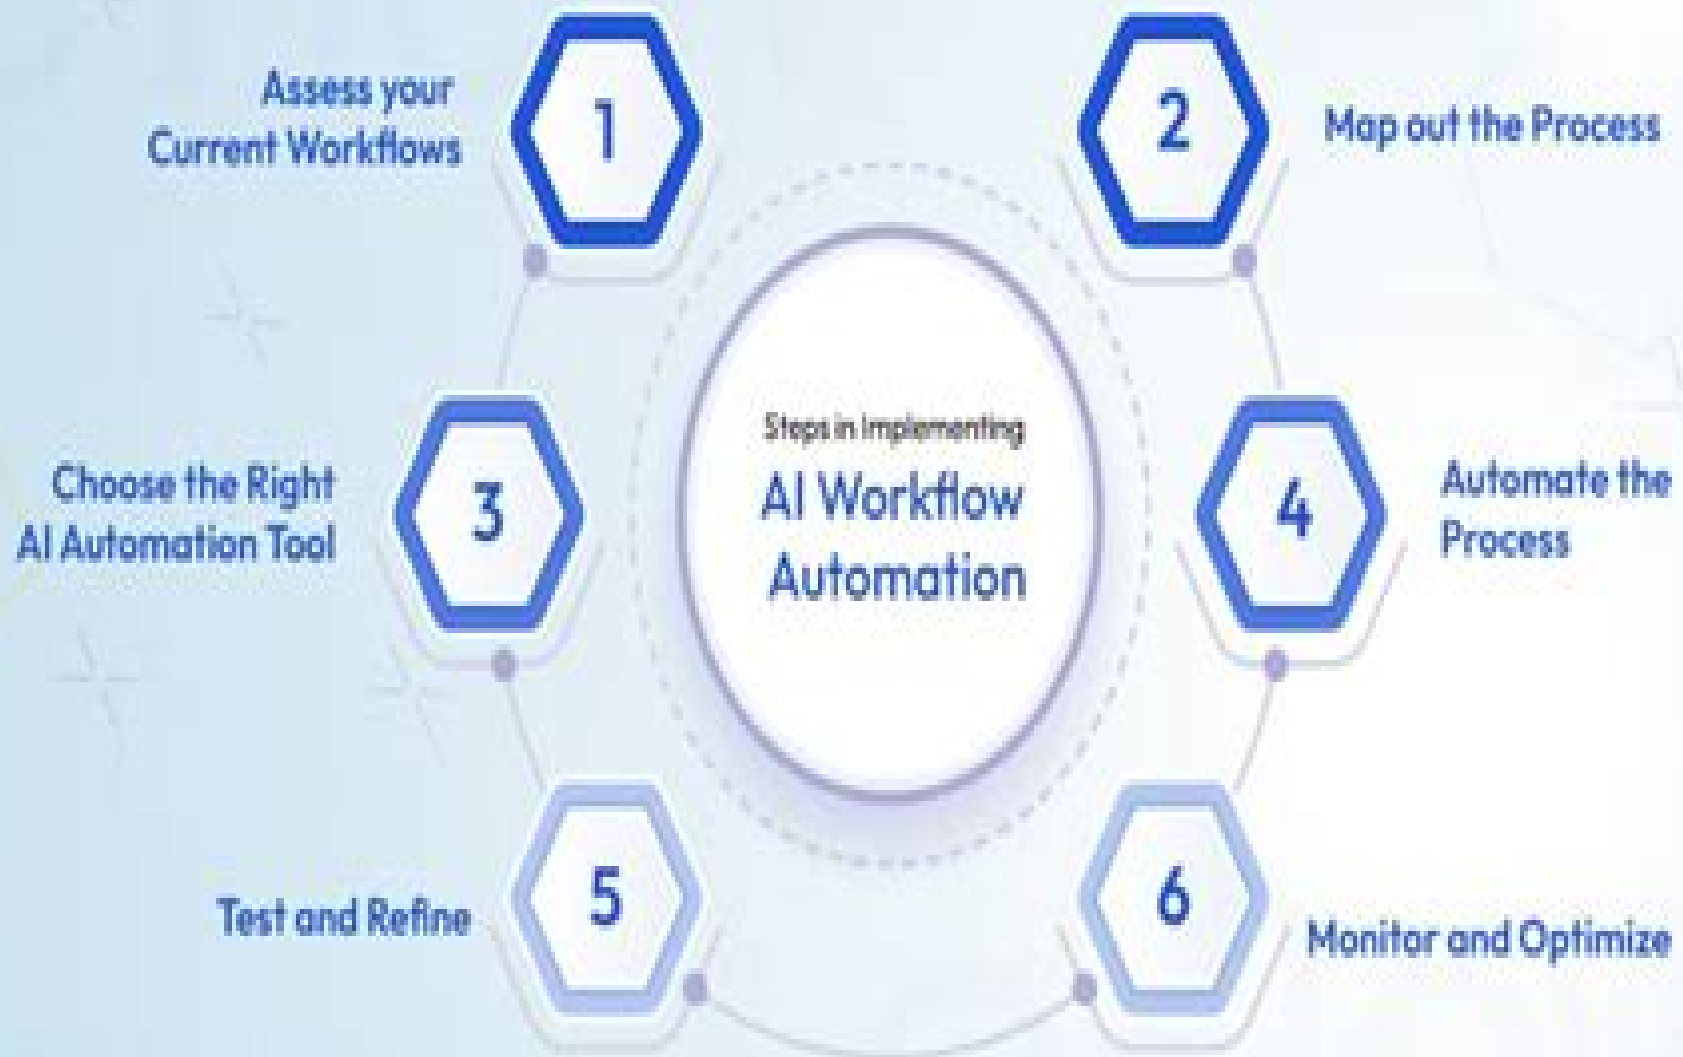 Steps in Implementing
AI Workflow
Automation
1
Assess your
Current Workflows
2
Map out the Process
3
Choose the Right
AI Automation Tool
4
Automate the
Process
5
Test and Refine
6
Monitor and Optimize